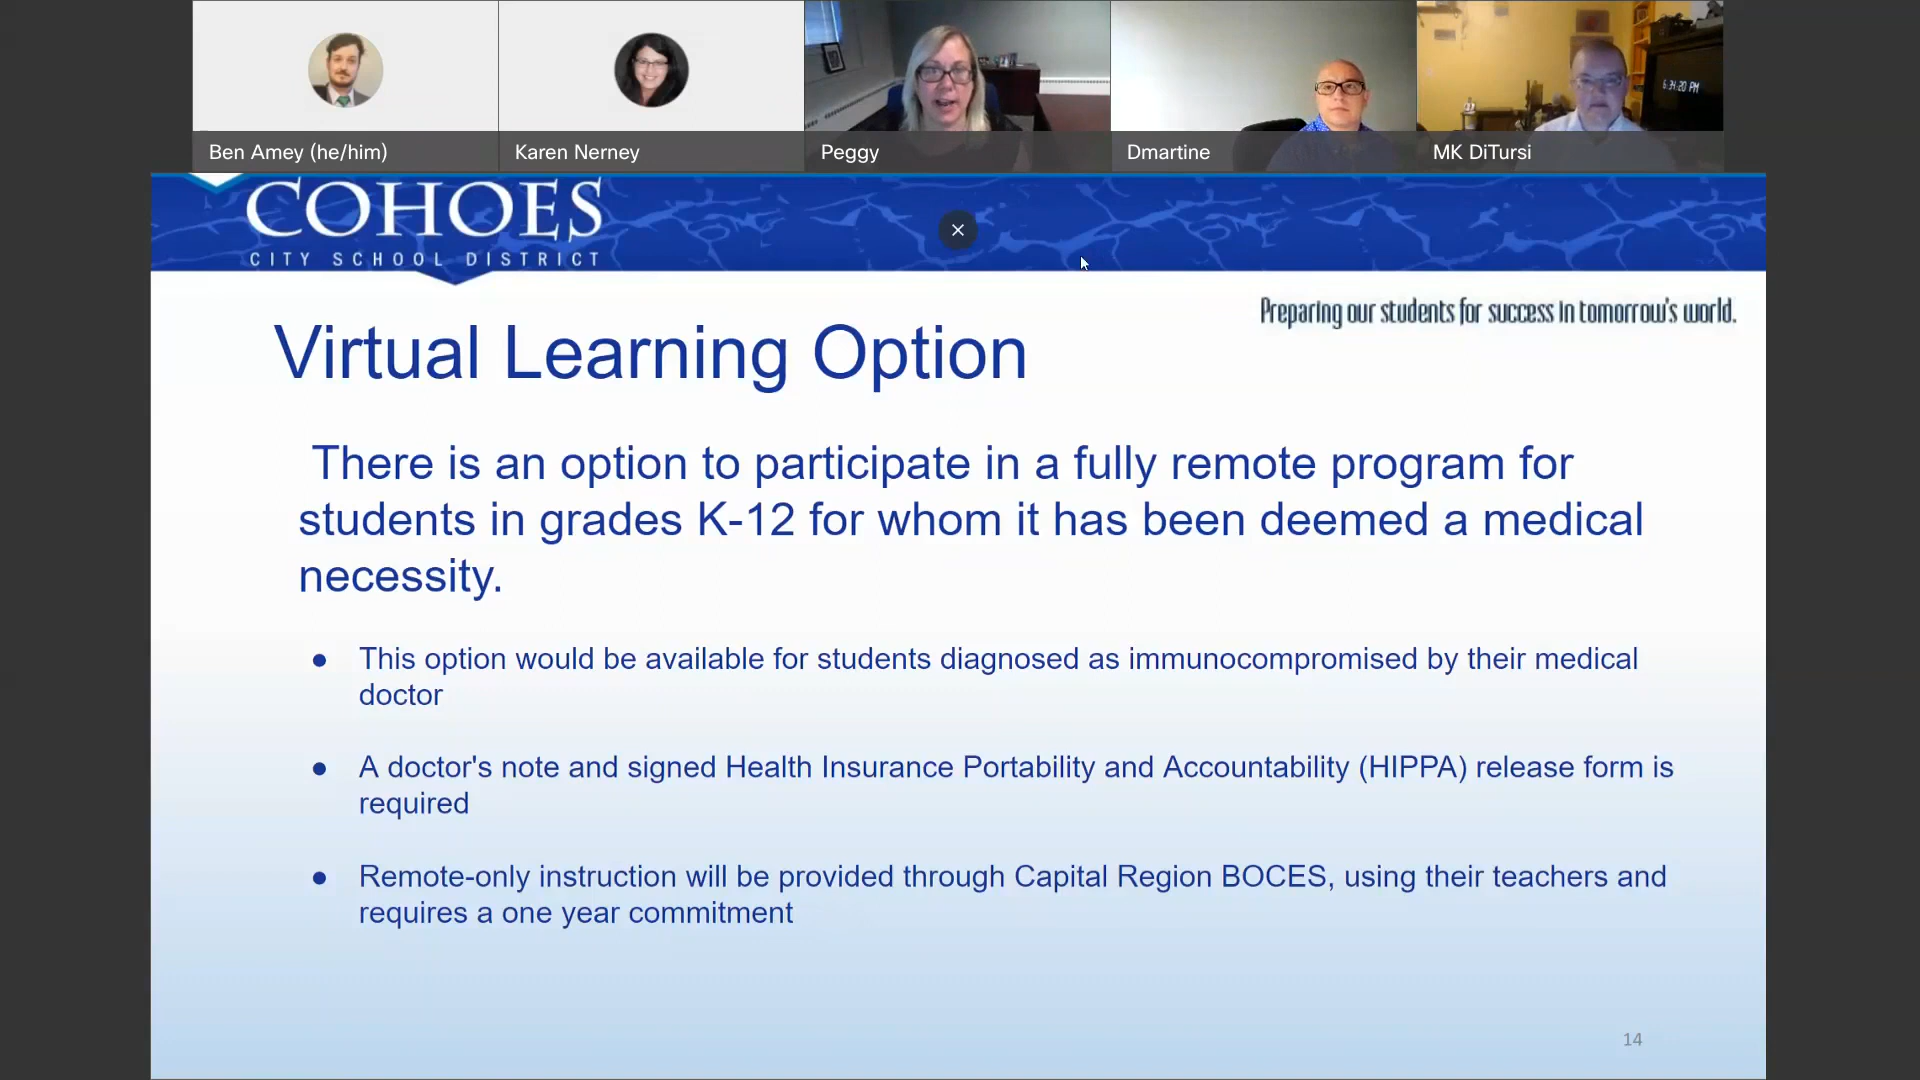 Ben Amey (he/him)
Karen Nerney
Peggy
Dmartine
MK DiTursi
6:34:20 PM
COHOES
CITY SCHOOL DISTRICT
Preparing our students for success in tomorrow's world.
Virtual Learning Option
There is an option to participate in a fully remote program for
students in grades K-12 for whom it has been deemed a medical
necessity.
● This option would be available for students diagnosed as immunocompromised by their medical
doctor
● A doctor's note and signed Health Insurance Portability and Accountability (HIPPA) release form is
required
● Remote-only instruction will be provided through Capital Region BOCES, using their teachers and
requires a one year commitment
14